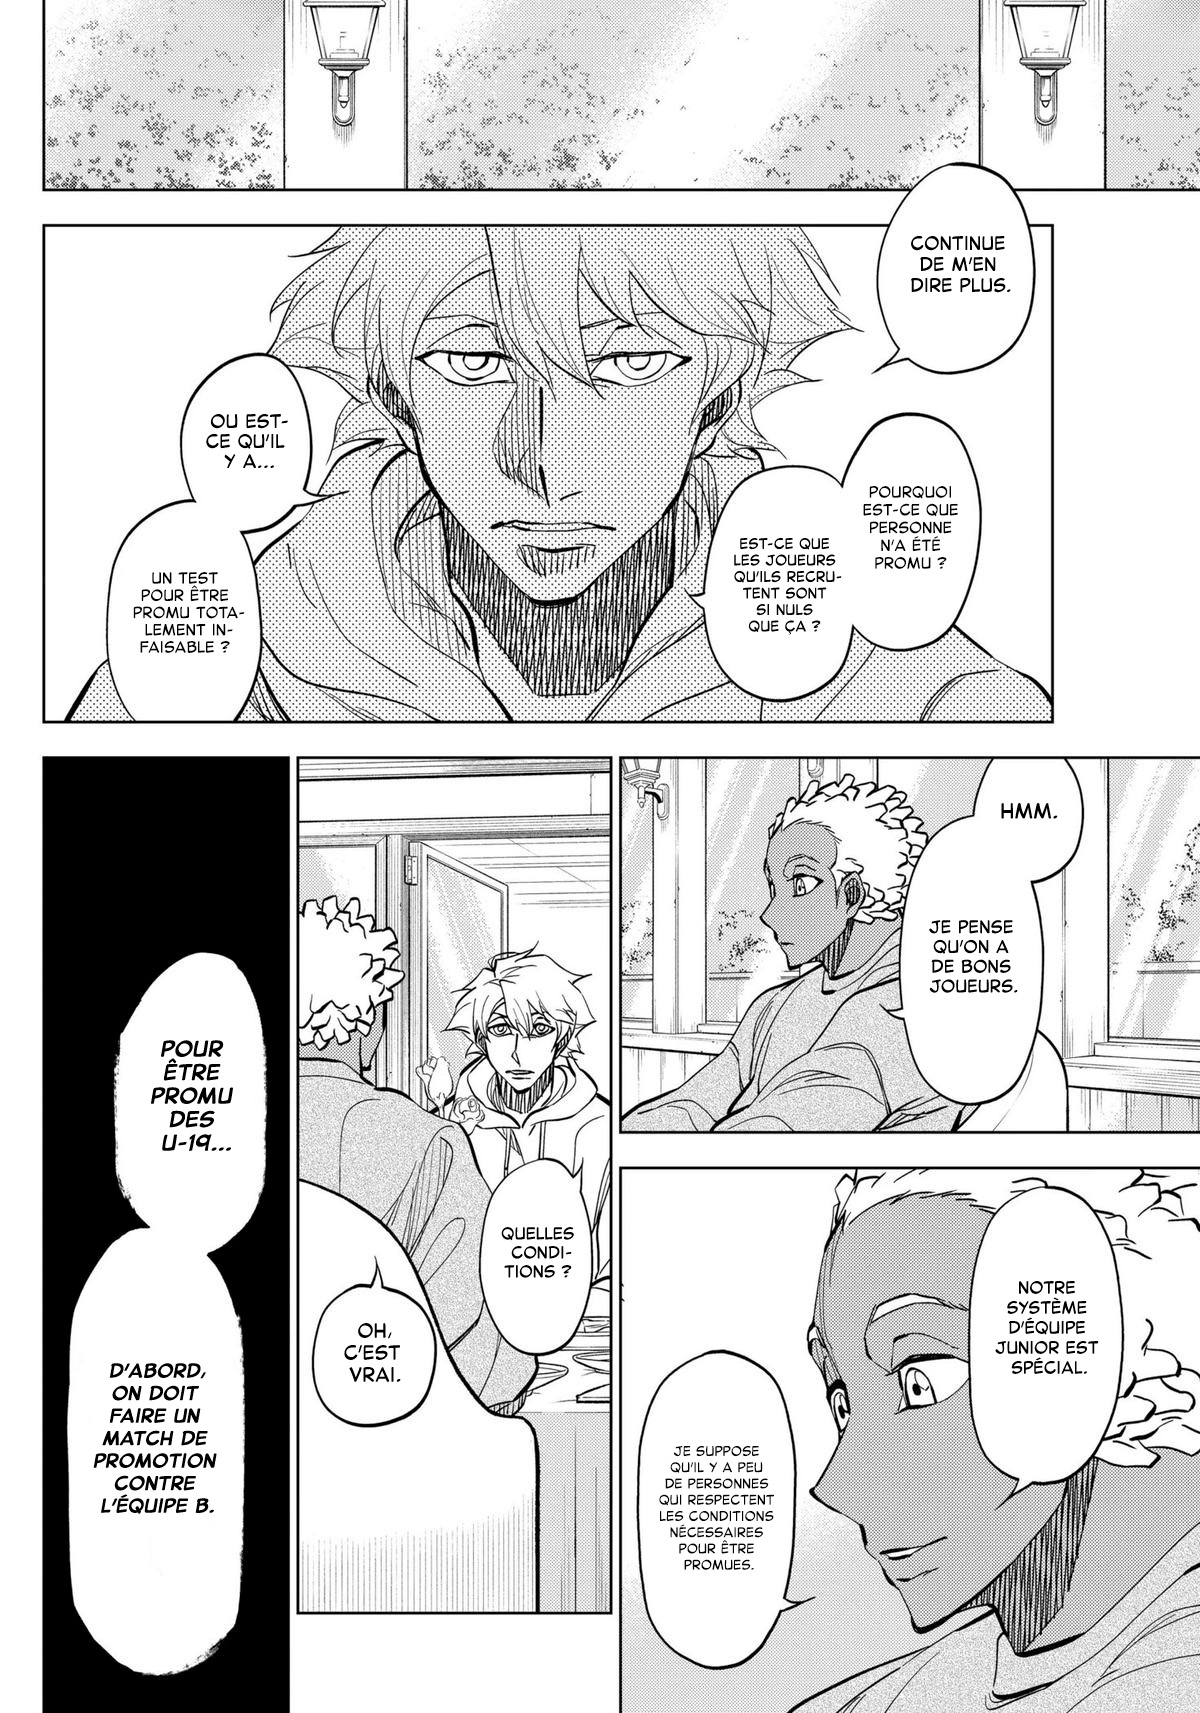 CONTINUE
DE M'EN
DIRE PLUS.
POURQUOI
EST-CE QUE
PERSONNE
N'A ÉTÉ
PROMU ?
EST-CE QUE
LES JOUEURS
QU'ILS RECRU-
TENT SONT
SI NULS
QUE ÇA ?
OU EST-
CE QU'IL
Y A...
UN TEST
POUR ÊTRE
PROMU TOTA-
LEMENT IN-
FAISABLE ?
HMM.
JE PENSE
QU'ON A
DE BONS
JOUEURS.
NOTRE
SYSTÈME
D'ÉQUIPE
JUNIOR EST
SPÉCIAL.
JE SUPPOSE
QU'IL Y A PEU
DE PERSONNES
QUI RESPECTENT
LES CONDITIONS
NÉCESSAIRES
POUR ÊTRE
PROMUES.
QUELLES
CONDI-
TIONS ?
OH,
C'EST
VRAI.
POUR
ÊTRE
PROMU
DES
U-19...
D'ABORD,
ON DOIT
FAIRE UN
MATCH DE
PROMOTION
CONTRE
L'ÉQUIPE B.